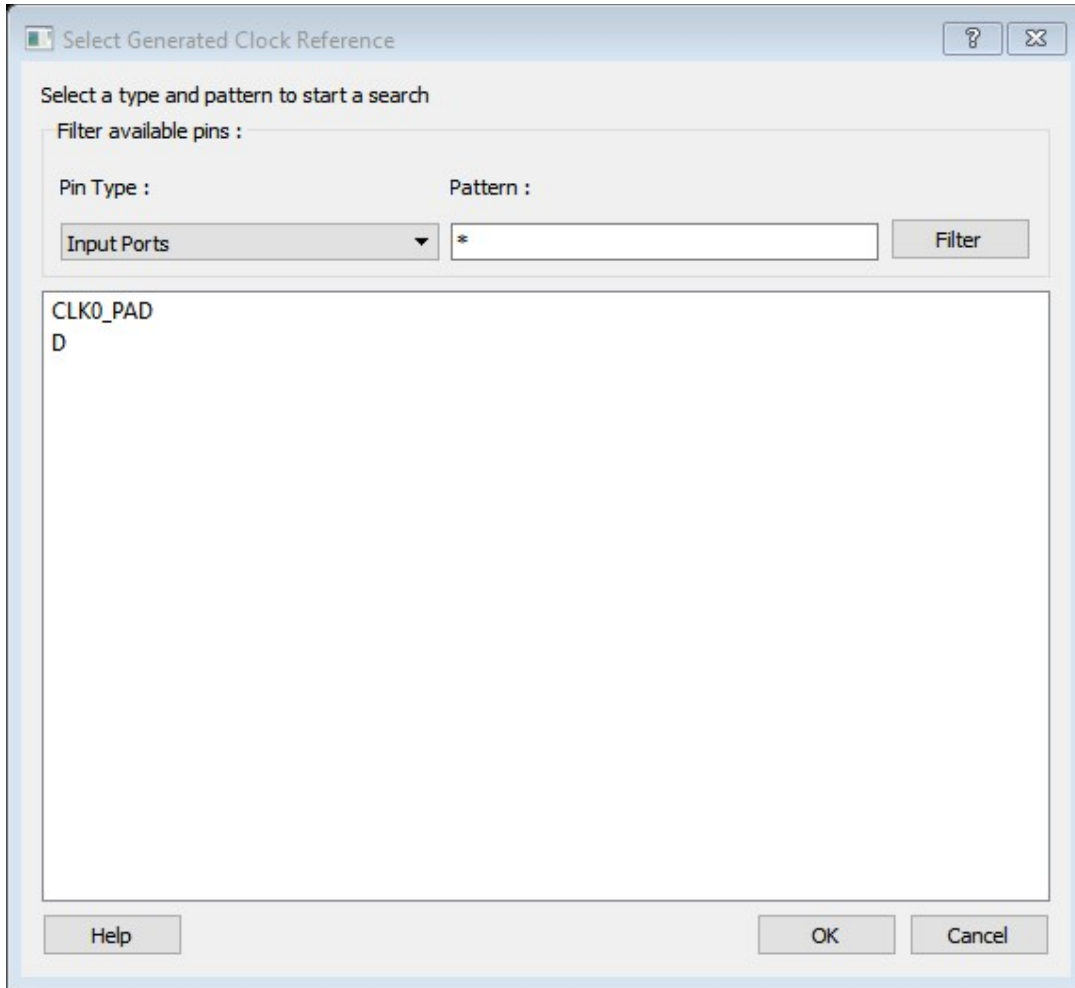 Select Generated Clock Reference
Select a type and pattern to start a search
Filter available pins :
Pin Type :
Pattern :
Input Ports
*
Filter
CLK0_PAD
D
Help
OK
Cancel